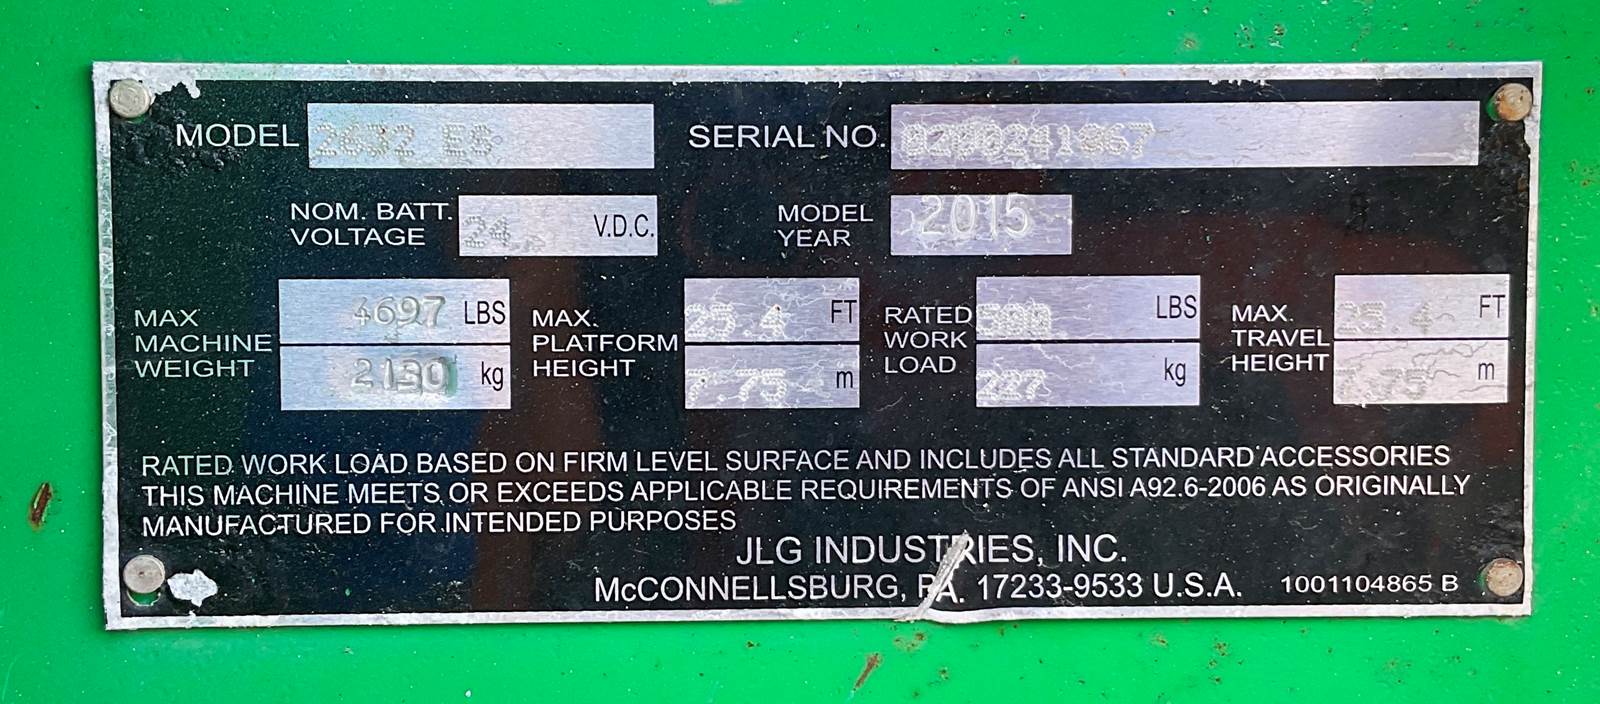 MODEL 2632 ES SERIAL NO. 0200241867
NOM. BATT. VOLTAGE 24 V.D.C. MODEL YEAR 2015
MAX MACHINE WEIGHT 4697 LBS 2130 kg
MAX. PLATFORM HEIGHT 25.4 FT 7.75 m
RATED WORK LOAD 500 LBS 227 kg
MAX. TRAVEL HEIGHT 25.4 FT 7.75 m
RATED WORK LOAD BASED ON FIRM LEVEL SURFACE AND INCLUDES ALL STANDARD ACCESSORIES
THIS MACHINE MEETS OR EXCEEDS APPLICABLE REQUIREMENTS OF ANSI A92.6-2006 AS ORIGINALLY
MANUFACTURED FOR INTENDED PURPOSES
JLG INDUSTRIES, INC.
McCONNELLSBURG, PA. 17233-9533 U.S.A. 1001104865 B